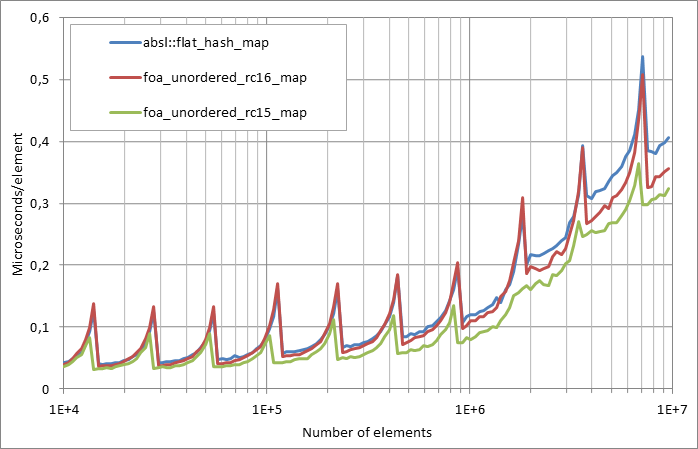 0,6
0,5
0,4
0,3
0,2
0,1
0
Microseconds/element
absl::flat_hash_map
foa_unordered_rc16_map
foa_unordered_rc15_map
1E+4 1E+5 1E+6 1E+7
Number of elements